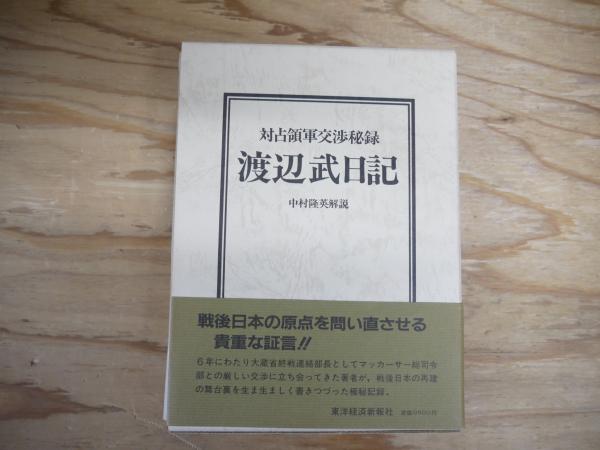 対占領軍交渉秘録
渡辺武日記
中村隆英解説
戦後日本の原点を問い直させる
貴重な証言!!
6年にわたり大蔵省終戦連絡部長としてマッカーサー総司令
部との厳しい交渉に立ち会ってきた著者が、戦後日本の再建
の舞台裏を生ま生ましく書きつづった極秘記録。
東洋経済新報社